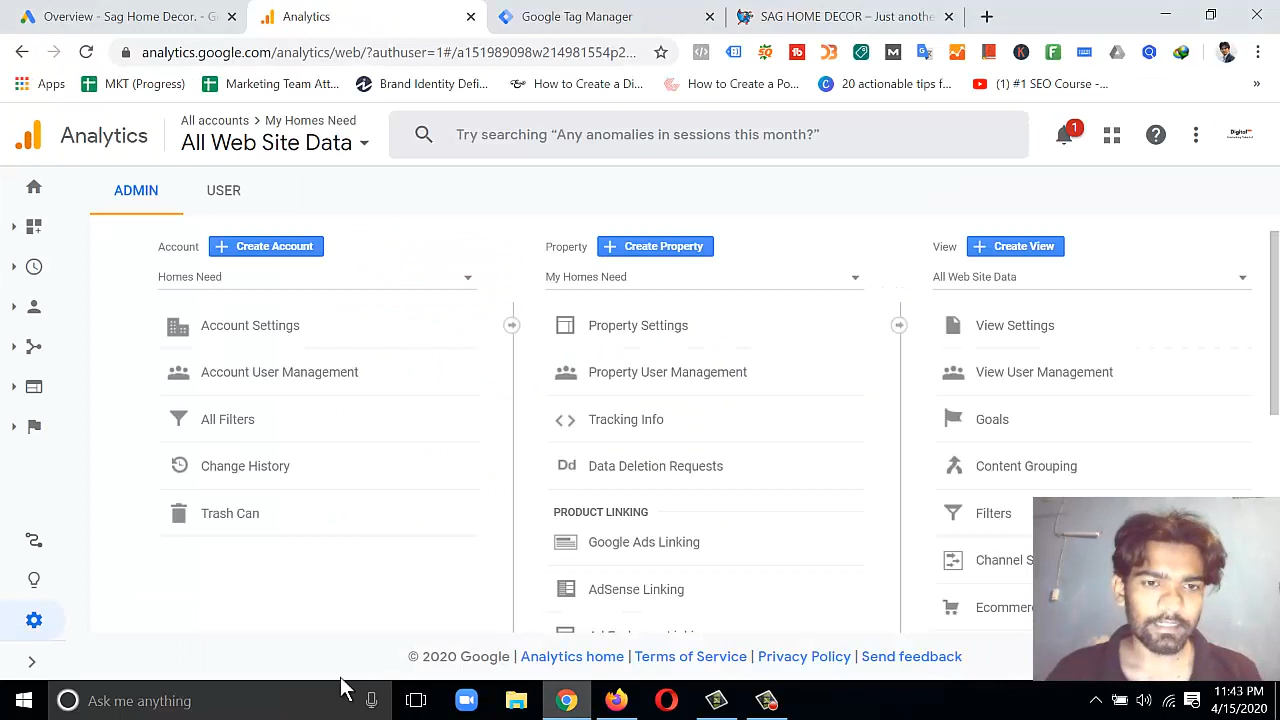 Overview - Sag Home Decor. - G
Analytics
Google Tag Manager
SAG HOME DECOR – Just anothe
analytics.google.com/analytics/web/?authuser=1#/a151989098w214981554p2...
Apps
MKT (Progress)
Marketing Team Att...
Brand Identity Defi...
How to Create a Di...
How to Create a Po...
20 actionable tips f...
(1) #1 SEO Course -...
»
Analytics
All accounts > My Homes Need
All Web Site Data
Try searching “Any anomalies in sessions this month?”
1
ADMIN
USER
Account
+ Create Account
Property
+ Create Property
View
+ Create View
Homes Need
My Homes Need
All Web Site Data
Account Settings
Property Settings
View Settings
Account User Management
Property User Management
View User Management
All Filters
Tracking Info
Goals
Change History
Dd Data Deletion Requests
Content Grouping
Trash Can
PRODUCT LINKING
Filters
Google Ads Linking
Channel S
AdSense Linking
Ecommer
© 2020 Google | Analytics home | Terms of Service | Privacy Policy | Send feedback
Ask me anything
11:43 PM
4/15/2020